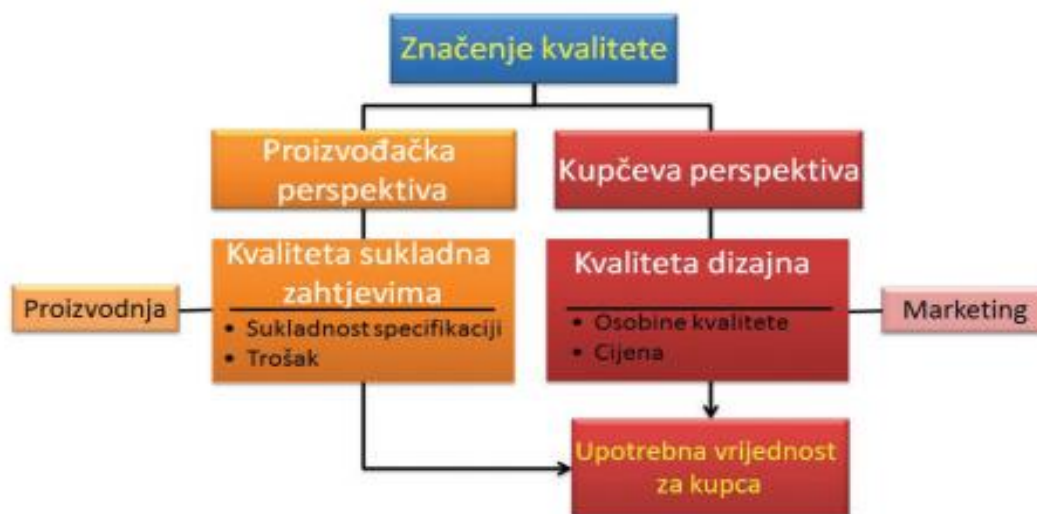 Značenje kvalitete
Proizvođačka
perspektiva
Kupčeva perspektiva
Kvaliteta sukladna
zahtjevima
• Sukladnost specifikaciji
• Trošak
Kvaliteta dizajna
• Osobine kvalitete
• Cijena
Proizvodnja
Marketing
Upotrebna vrijednost
za kupca